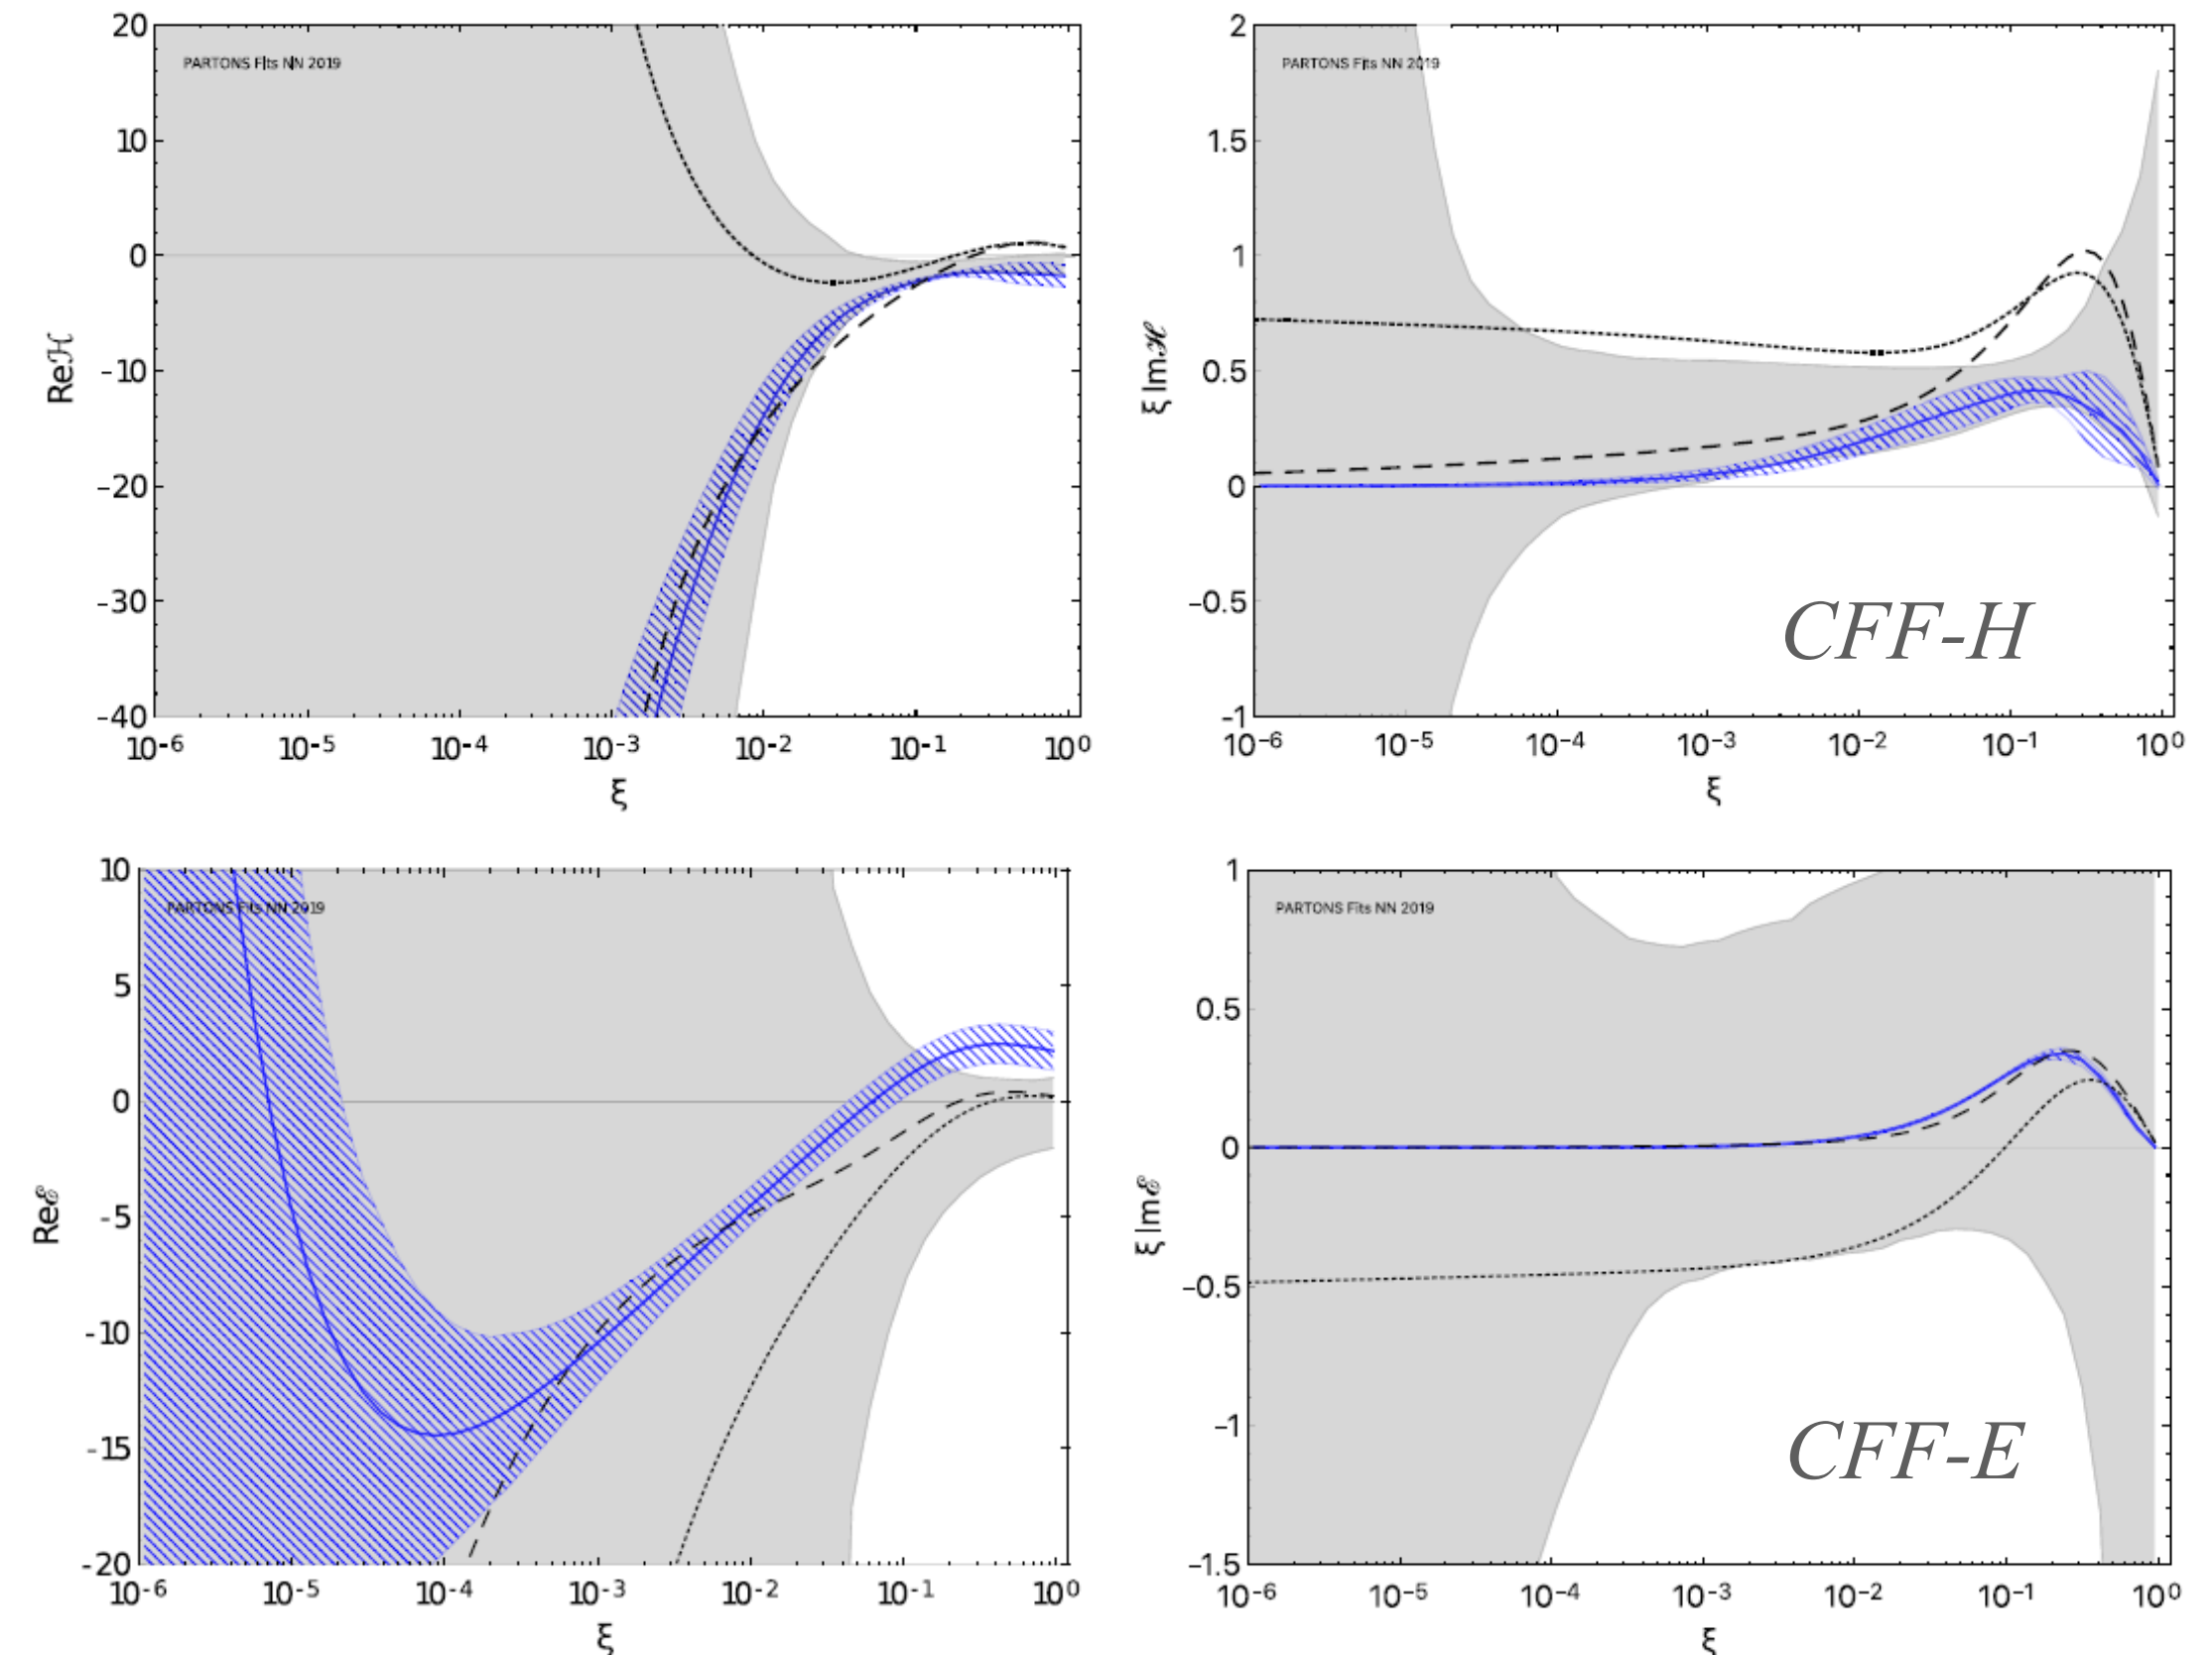 20
10
0
-10
-20
-30
-40
Reℋ
PARTONS Fits NN 2019
10⁻⁶ 10⁻⁵ 10⁻⁴ 10⁻³ 10⁻² 10⁻¹ 10⁰
ξ
2
1.5
1
0.5
0
−0.5
−1
ξ Imℋ
PARTONS Fits NN 2019
CFF-H
10⁻⁶ 10⁻⁵ 10⁻⁴ 10⁻³ 10⁻² 10⁻¹ 10⁰
ξ
10
5
0
-5
-10
-15
-20
Reℰ
PARTONS Fits NN 2019
10⁻⁶ 10⁻⁵ 10⁻⁴ 10⁻³ 10⁻² 10⁻¹ 10⁰
ξ
1
0.5
0
−0.5
−1
−1.5
ξ Imℰ
PARTONS Fits NN 2019
CFF-E
10⁻⁶ 10⁻⁵ 10⁻⁴ 10⁻³ 10⁻² 10⁻¹ 10⁰
ξ